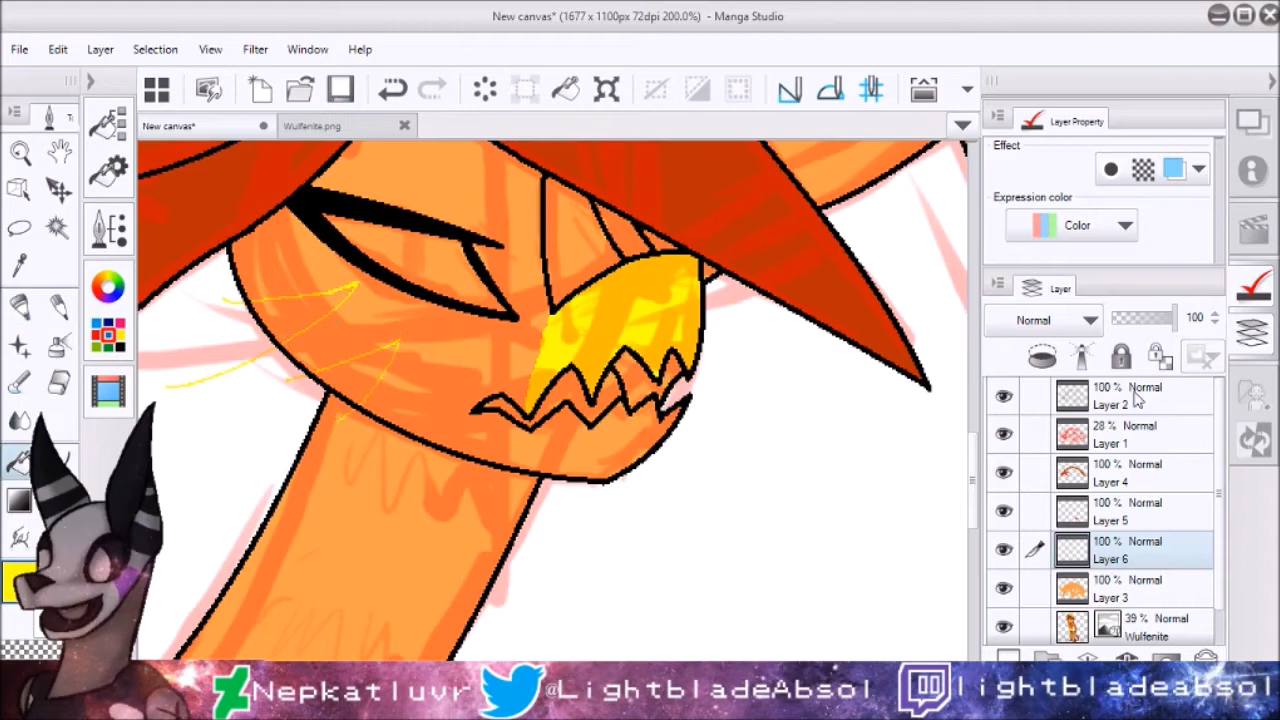 New canvas* (1677 x 1100px 72dpi 200.0%) - Manga Studio
File Edit Layer Selection View Filter Window Help
New canvas* Wulfenite.png
Layer Property
Effect
Expression color
Color
Layer
Normal 100
100 % Normal
Layer 2
28 % Normal
Layer 1
100 % Normal
Layer 4
100 % Normal
Layer 5
100 % Normal
Layer 6
100 % Normal
Layer 3
39 % Normal
Wulfenite
Nepkatluvr @LightbladeAbsol lightbladeabsol